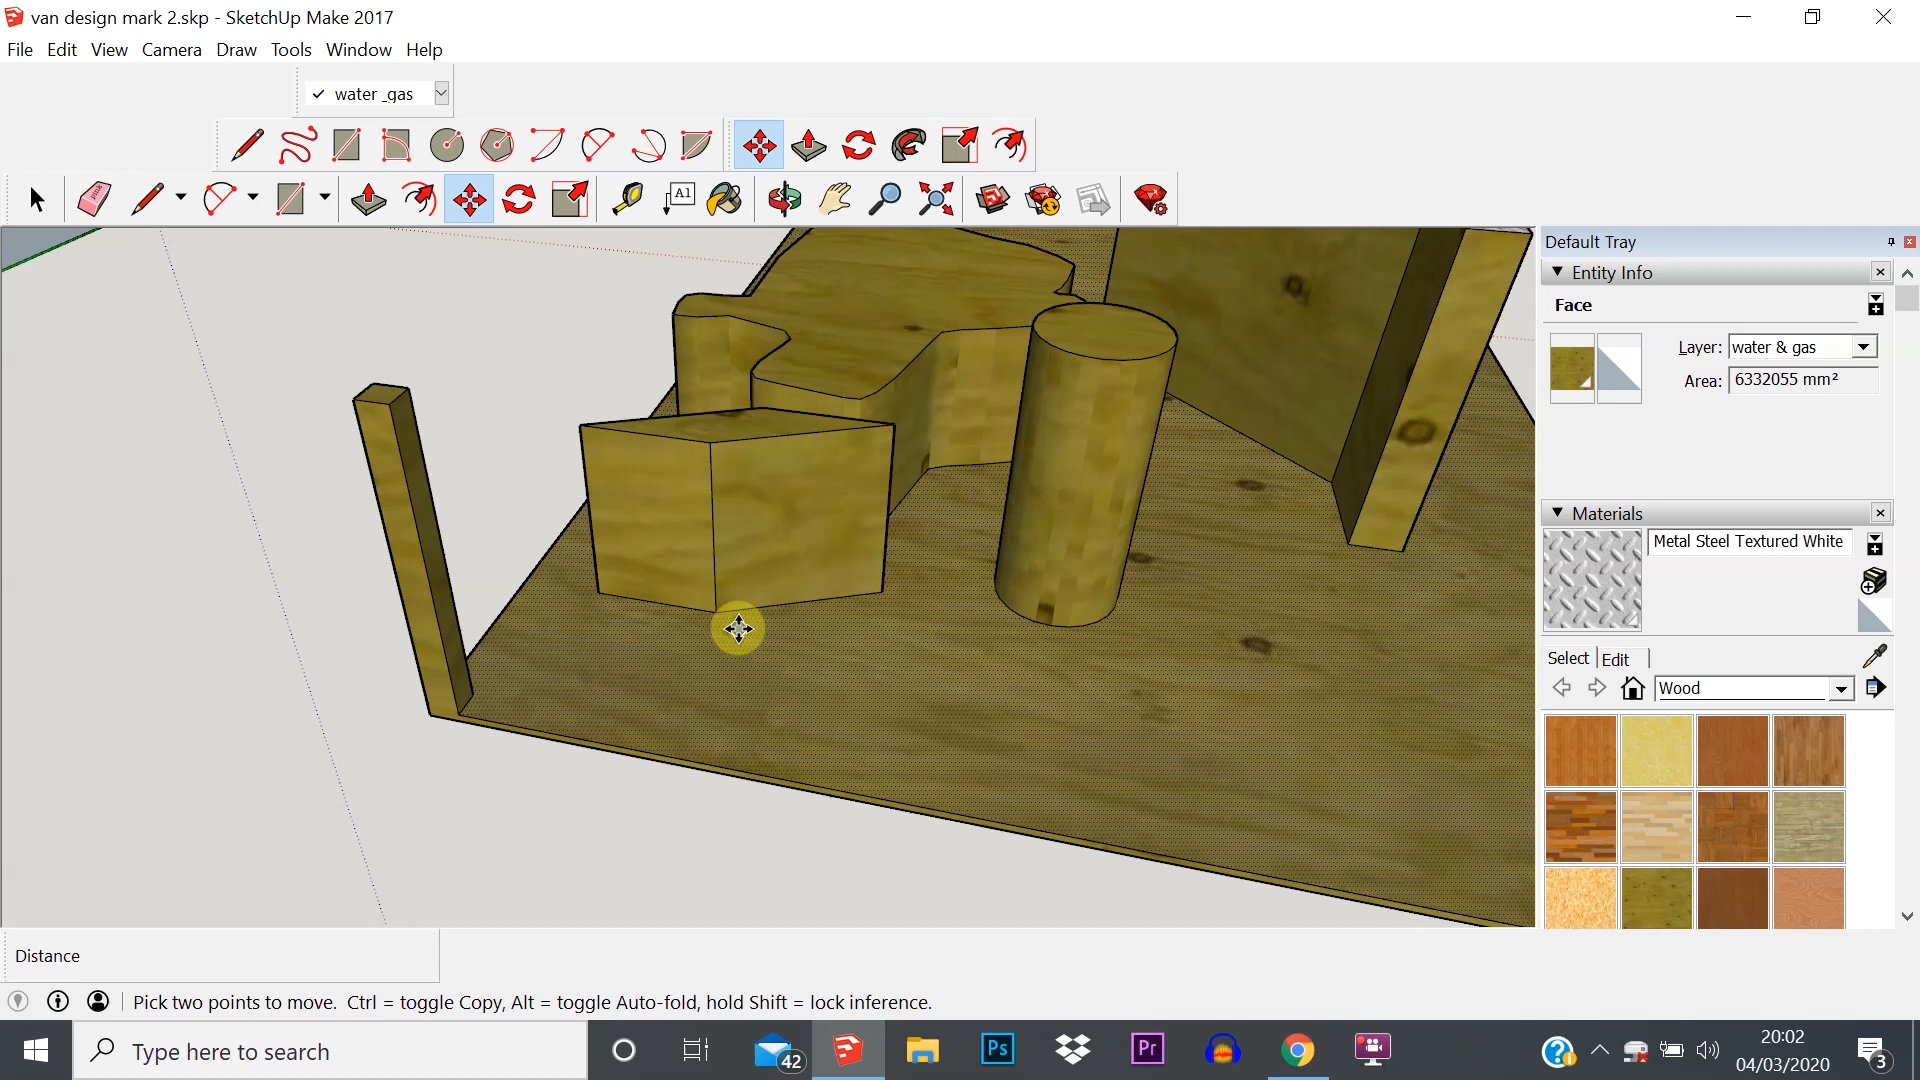 van design mark 2.skp - SketchUp Make 2017
File Edit View Camera Draw Tools Window Help
✓ water _gas
A1
Default Tray
Entity Info
Face
Layer: water & gas
Area: 6332055 mm²
Materials
Metal Steel Textured White
Select Edit
Wood
Distance
Pick two points to move. Ctrl = toggle Copy, Alt = toggle Auto-fold, hold Shift = lock inference.
Type here to search
42
Ps
Pr
20:02
04/03/2020
3